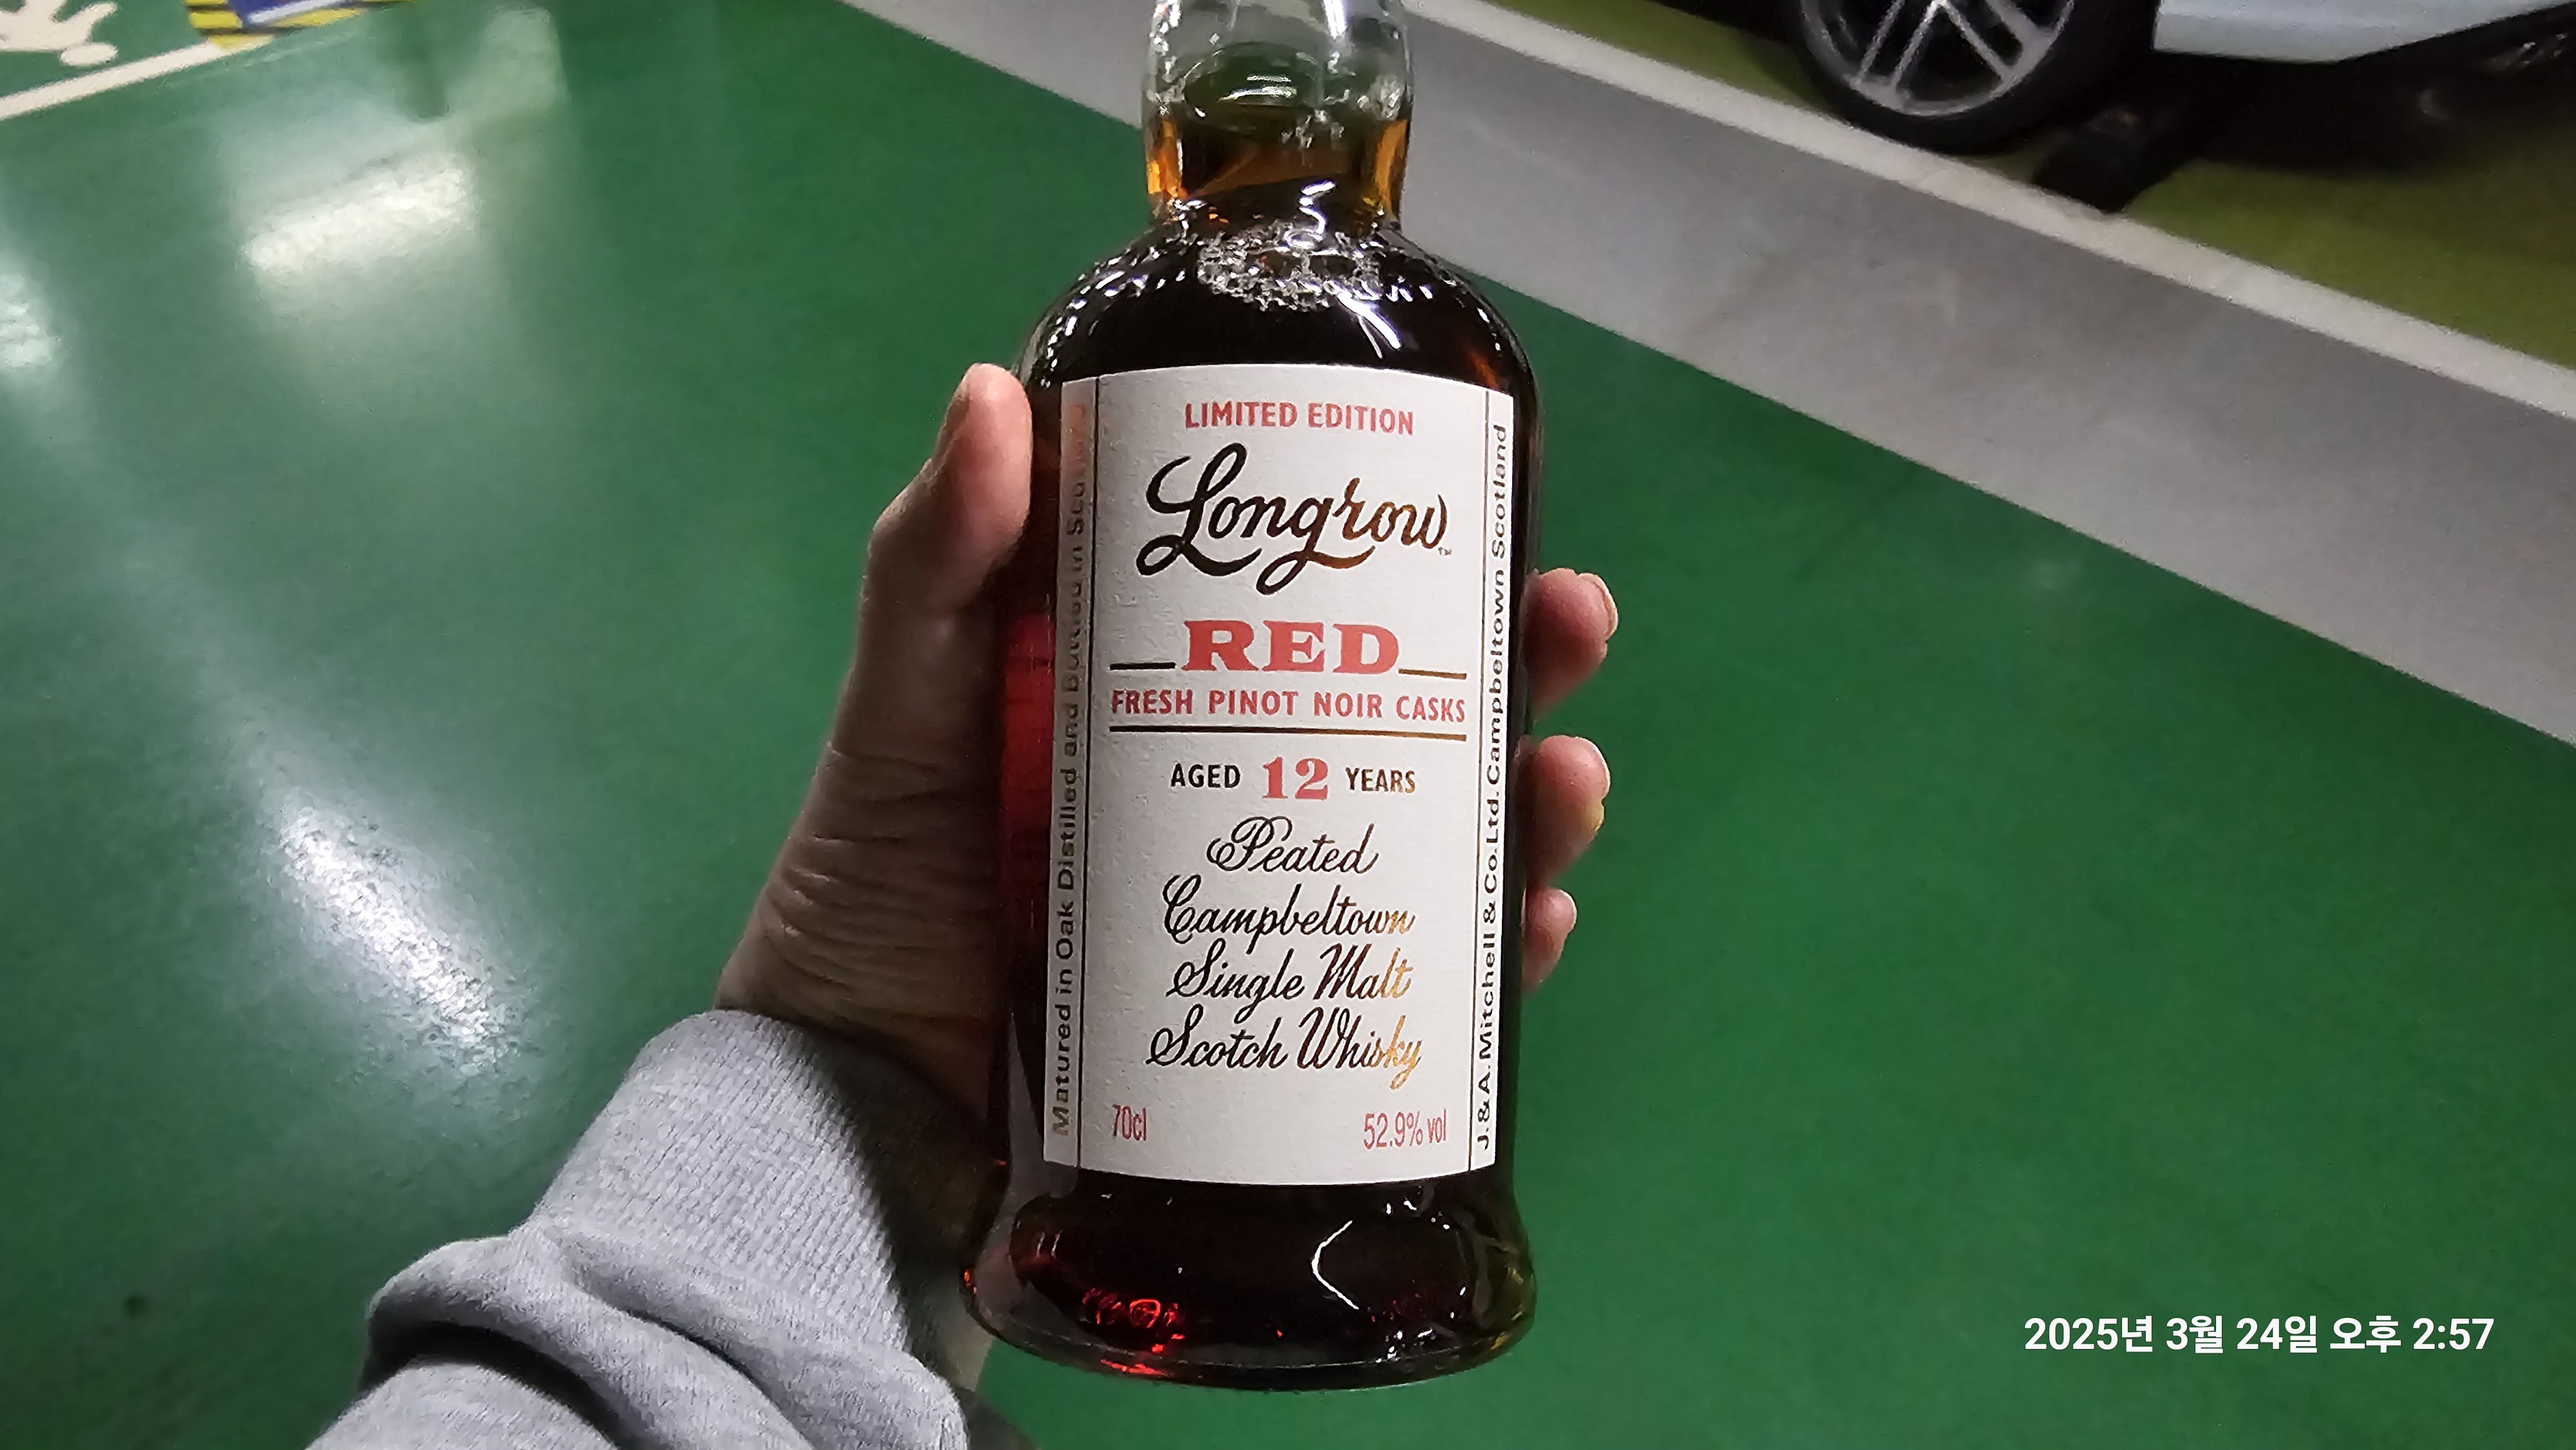 LIMITED EDITION
Longrow™
RED
FRESH PINOT NOIR CASKS
AGED 12 YEARS
Peated
Campbeltown
Single Malt
Scotch Whisky
70cl
52.9% vol
Matured in Oak Distilled and Bottled in Scotland
J.&A. Mitchell & Co.Ltd. Campbeltown Scotland
2025년 3월 24일 오후 2:57